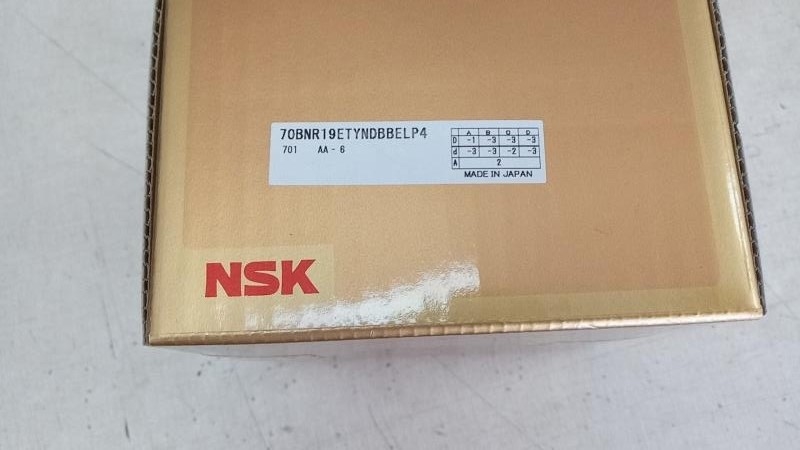 70BNR19ETYNDBBELP4
701 AA - 6
A B C D
D -1 -3 -3 -3
d -3 -3 -2 -3
A 2
MADE IN JAPAN
NSK